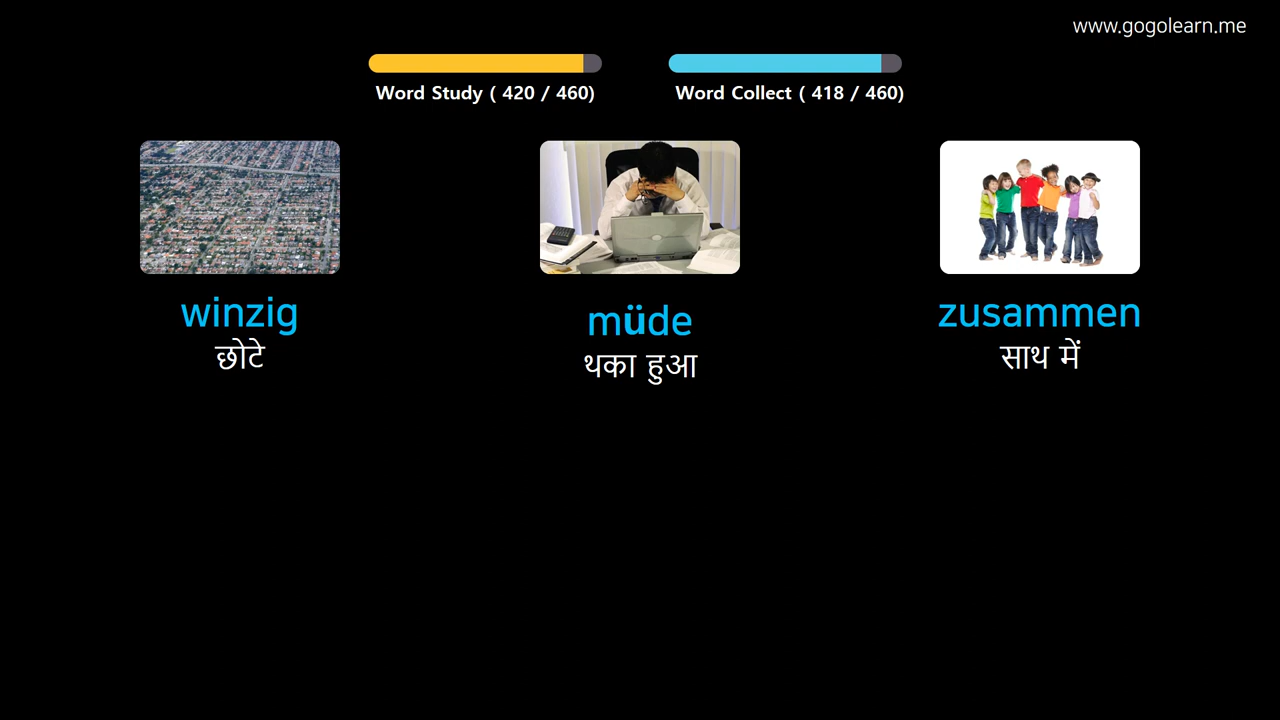 www.gogolearn.me
Word Study ( 420 / 460)
Word Collect ( 418 / 460)
winzig
छोटे
müde
थका हुआ
zusammen
साथ में